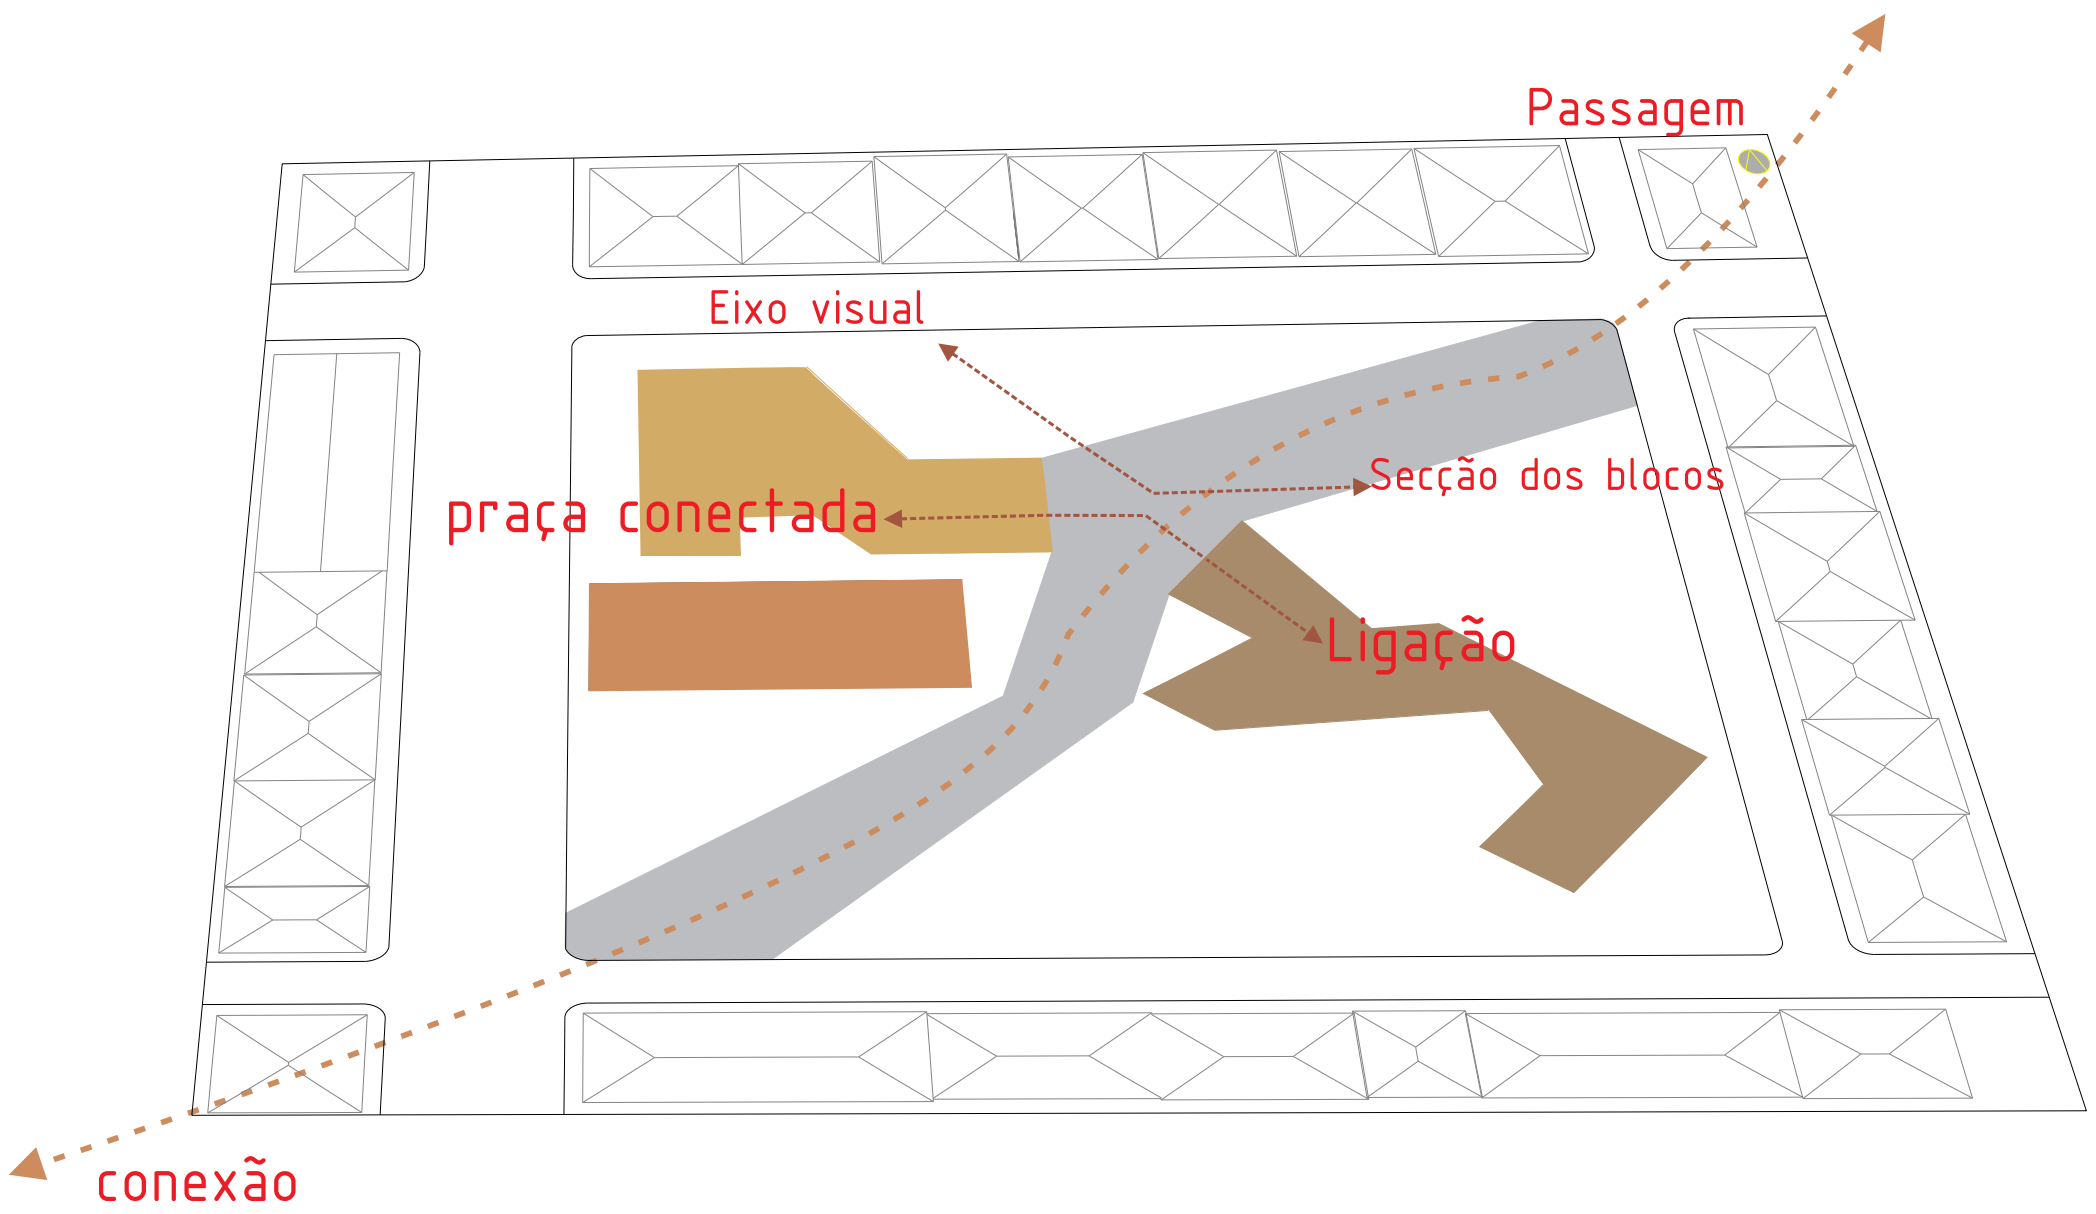 Passagem
Eixo visual
Secção dos blocos
praça conectada
Ligação
conexão